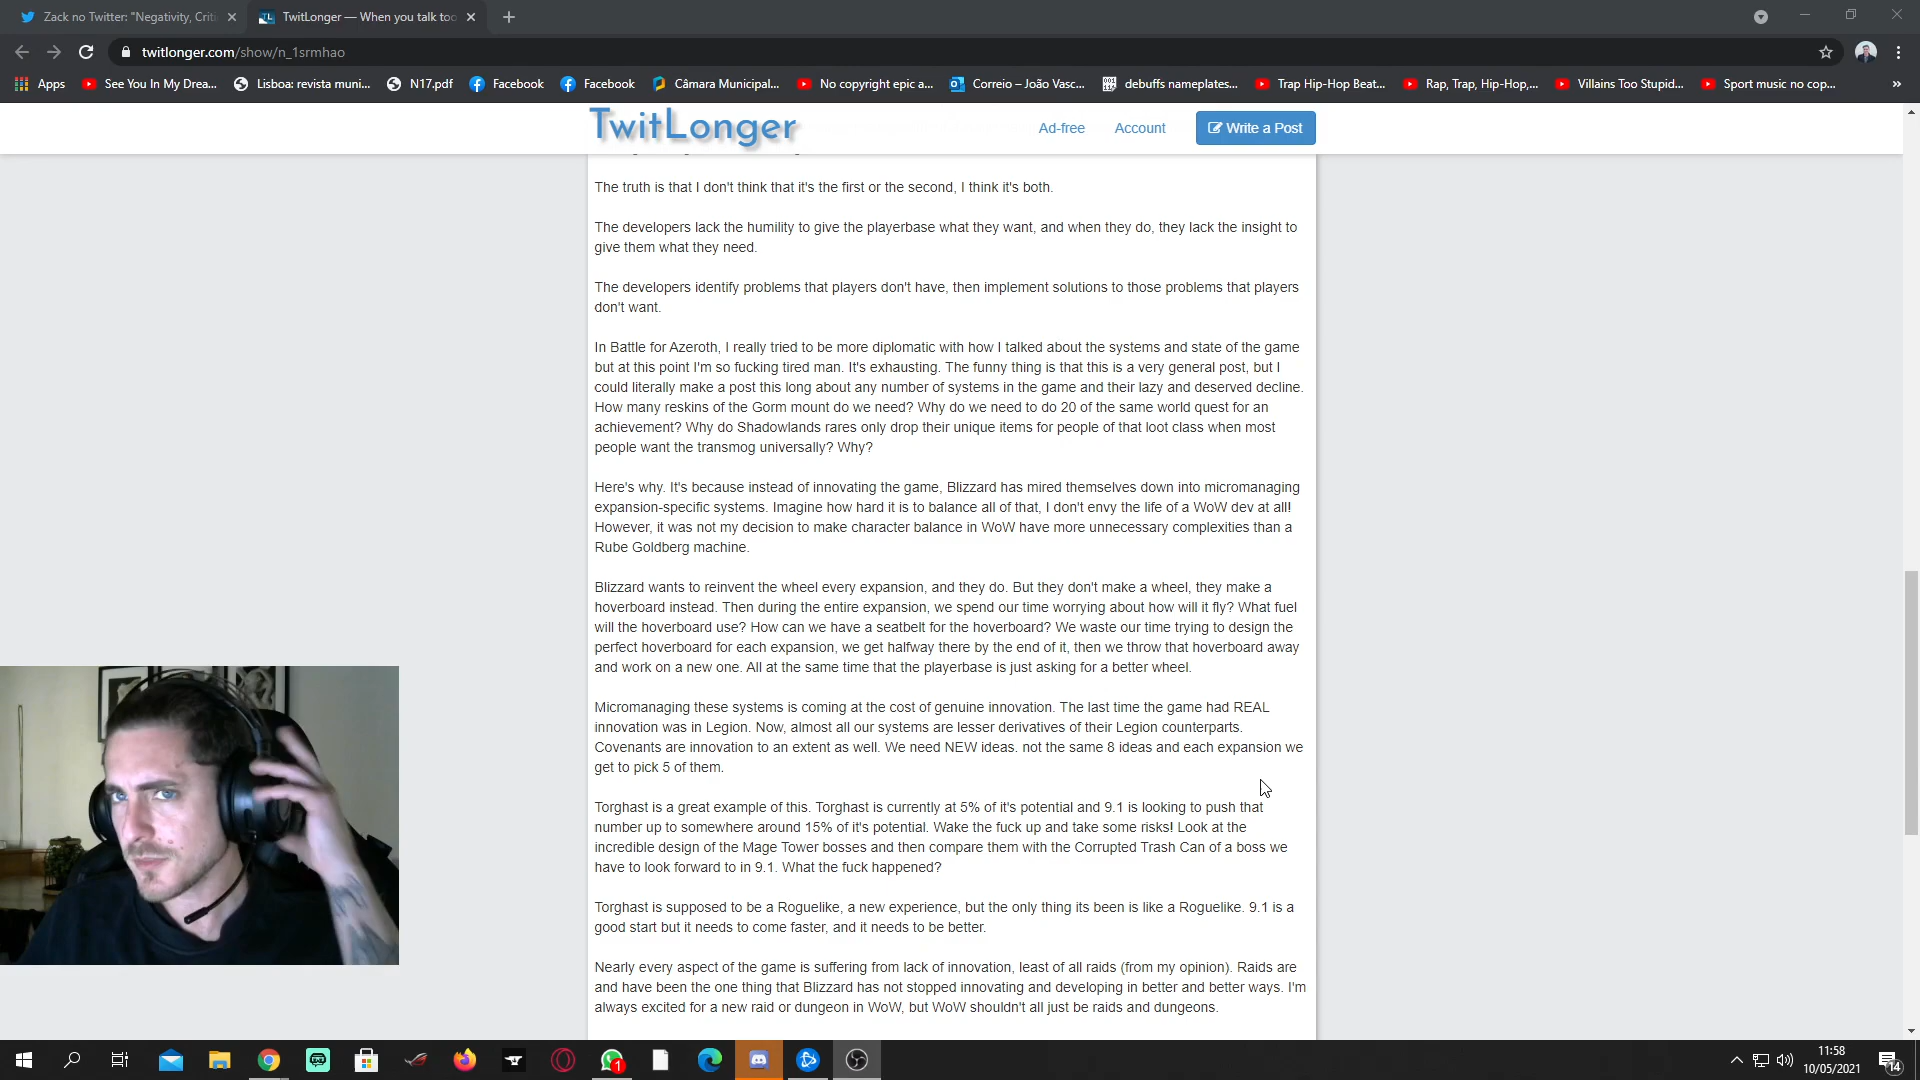 Zack no Twitter: "Negativity, Criti
TwitLonger — When you talk too
twitlonger.com/show/n_1srmhao
Apps
See You In My Drea...
Lisboa: revista muni...
N17.pdf
Facebook
Facebook
Câmara Municipal...
No copyright epic a...
Correio – João Vasc...
debuffs nameplates...
Trap Hip-Hop Beat...
Rap, Trap, Hip-Hop,...
Villains Too Stupid...
Sport music no cop...
»
TwitLonger
Ad-free
Account
Write a Post
The truth is that I don't think that it's the first or the second, I think it's both.
The developers lack the humility to give the playerbase what they want, and when they do, they lack the insight to
give them what they need.
The developers identify problems that players don't have, then implement solutions to those problems that players
don't want.
In Battle for Azeroth, I really tried to be more diplomatic with how I talked about the systems and state of the game
but at this point I'm so fucking tired man. It's exhausting. The funny thing is that this is a very general post, but I
could literally make a post this long about any number of systems in the game and their lazy and deserved decline.
How many reskins of the Gorm mount do we need? Why do we need to do 20 of the same world quest for an
achievement? Why do Shadowlands rares only drop their unique items for people of that loot class when most
people want the transmog universally? Why?
Here's why. It's because instead of innovating the game, Blizzard has mired themselves down into micromanaging
expansion-specific systems. Imagine how hard it is to balance all of that, I don't envy the life of a WoW dev at all!
However, it was not my decision to make character balance in WoW have more unnecessary complexities than a
Rube Goldberg machine.
Blizzard wants to reinvent the wheel every expansion, and they do. But they don't make a wheel, they make a
hoverboard instead. Then during the entire expansion, we spend our time worrying about how will it fly? What fuel
will the hoverboard use? How can we have a seatbelt for the hoverboard? We waste our time trying to design the
perfect hoverboard for each expansion, we get halfway there by the end of it, then we throw that hoverboard away
and work on a new one. All at the same time that the playerbase is just asking for a better wheel.
Micromanaging these systems is coming at the cost of genuine innovation. The last time the game had REAL
innovation was in Legion. Now, almost all our systems are lesser derivatives of their Legion counterparts.
Covenants are innovation to an extent as well. We need NEW ideas. not the same 8 ideas and each expansion we
get to pick 5 of them.
Torghast is a great example of this. Torghast is currently at 5% of it's potential and 9.1 is looking to push that
number up to somewhere around 15% of it's potential. Wake the fuck up and take some risks! Look at the
incredible design of the Mage Tower bosses and then compare them with the Corrupted Trash Can of a boss we
have to look forward to in 9.1. What the fuck happened?
Torghast is supposed to be a Roguelike, a new experience, but the only thing its been is like a Roguelike. 9.1 is a
good start but it needs to come faster, and it needs to be better.
Nearly every aspect of the game is suffering from lack of innovation, least of all raids (from my opinion). Raids are
and have been the one thing that Blizzard has not stopped innovating and developing in better and better ways. I'm
always excited for a new raid or dungeon in WoW, but WoW shouldn't all just be raids and dungeons.
1
11:58
10/05/2021
14